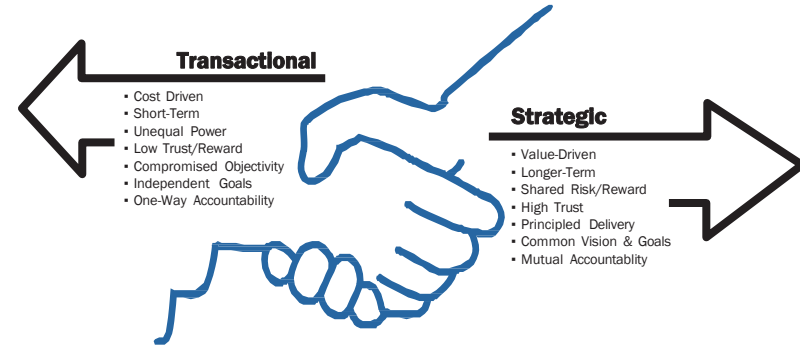 Transactional
▪ Cost Driven
▪ Short-Term
▪ Unequal Power
▪ Low Trust/Reward
▪ Compromised Objectivity
▪ Independent Goals
▪ One-Way Accountability
Strategic
▪ Value-Driven
▪ Longer-Term
▪ Shared Risk/Reward
▪ High Trust
▪ Principled Delivery
▪ Common Vision & Goals
▪ Mutual Accountablity